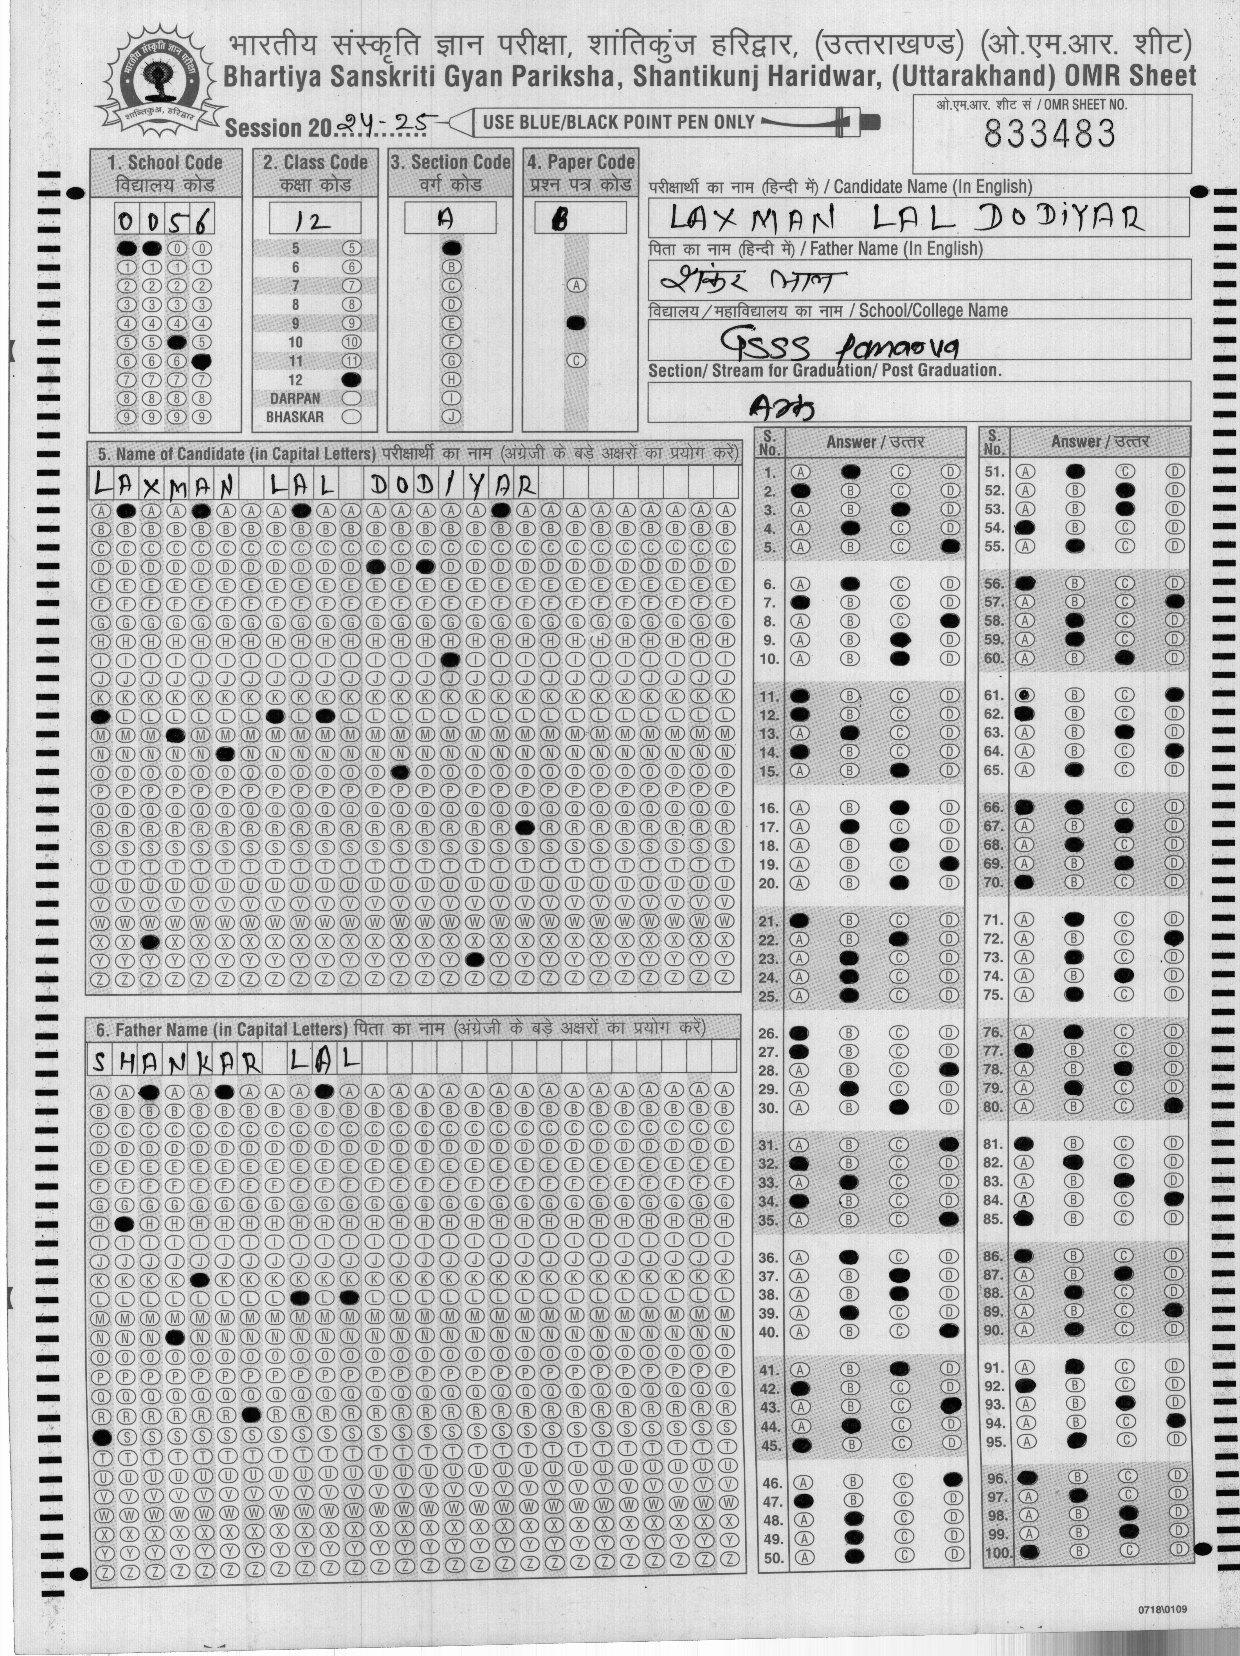 भारतीय संस्कृति ज्ञान परीक्षा, शांतिकुंज हरिद्वार, (उत्तराखण्ड) (ओ.एम.आर. शीट)
Bhartiya Sanskriti Gyan Pariksha, Shantikunj Haridwar, (Uttarakhand) OMR Sheet
Session 20 24-25
USE BLUE/BLACK POINT PEN ONLY
ओ.एम.आर. शीट सं / OMR SHEET NO.
833483
1. School Code
विद्यालय कोड
0056
2. Class Code
कक्षा कोड
12
5
6
7
8
9
10
11
12
DARPAN
BHASKAR
3. Section Code
वर्ग कोड
A
4. Paper Code
प्रश्न पत्र कोड
B
परीक्षार्थी का नाम (हिन्दी में) / Candidate Name (In English)
LAXMAN LAL DODIYAR
पिता का नाम (हिन्दी में) / Father Name (In English)
शंकर लाल
विद्यालय/महाविद्यालय का नाम / School/College Name
GSSS
Section/ Stream for Graduation/ Post Graduation.
5. Name of Candidate (in Capital Letters) परीक्षार्थी का नाम (अंग्रेजी के बड़े अक्षरों का प्रयोग करें)
LAXMAN LAL DODIYAR
6. Father Name (in Capital Letters) पिता का नाम (अंग्रेजी के बड़े अक्षरों का प्रयोग करें)
SHANKAR LAL
S. No. Answer / उत्तर
S. No. Answer / उत्तर
0718\0109